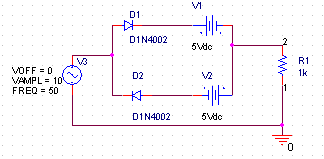 D1
V1
D1N4002
5Vdc
V3
2
VOFF = 0
VAMPL = 10
FREQ = 50
R1
1k
D2
V2
1
D1N4002
5Vdc
0